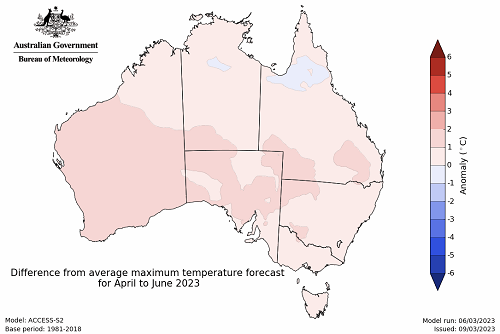 Australian Government
Bureau of Meteorology
6
5
4
3
2
1
0
-1
-2
-3
-4
-5
-6
Anomaly (°C)
Difference from average maximum temperature forecast
for April to June 2023
Model: ACCESS-S2
Base period: 1981-2018
Model run: 06/03/2023
Issued: 09/03/2023